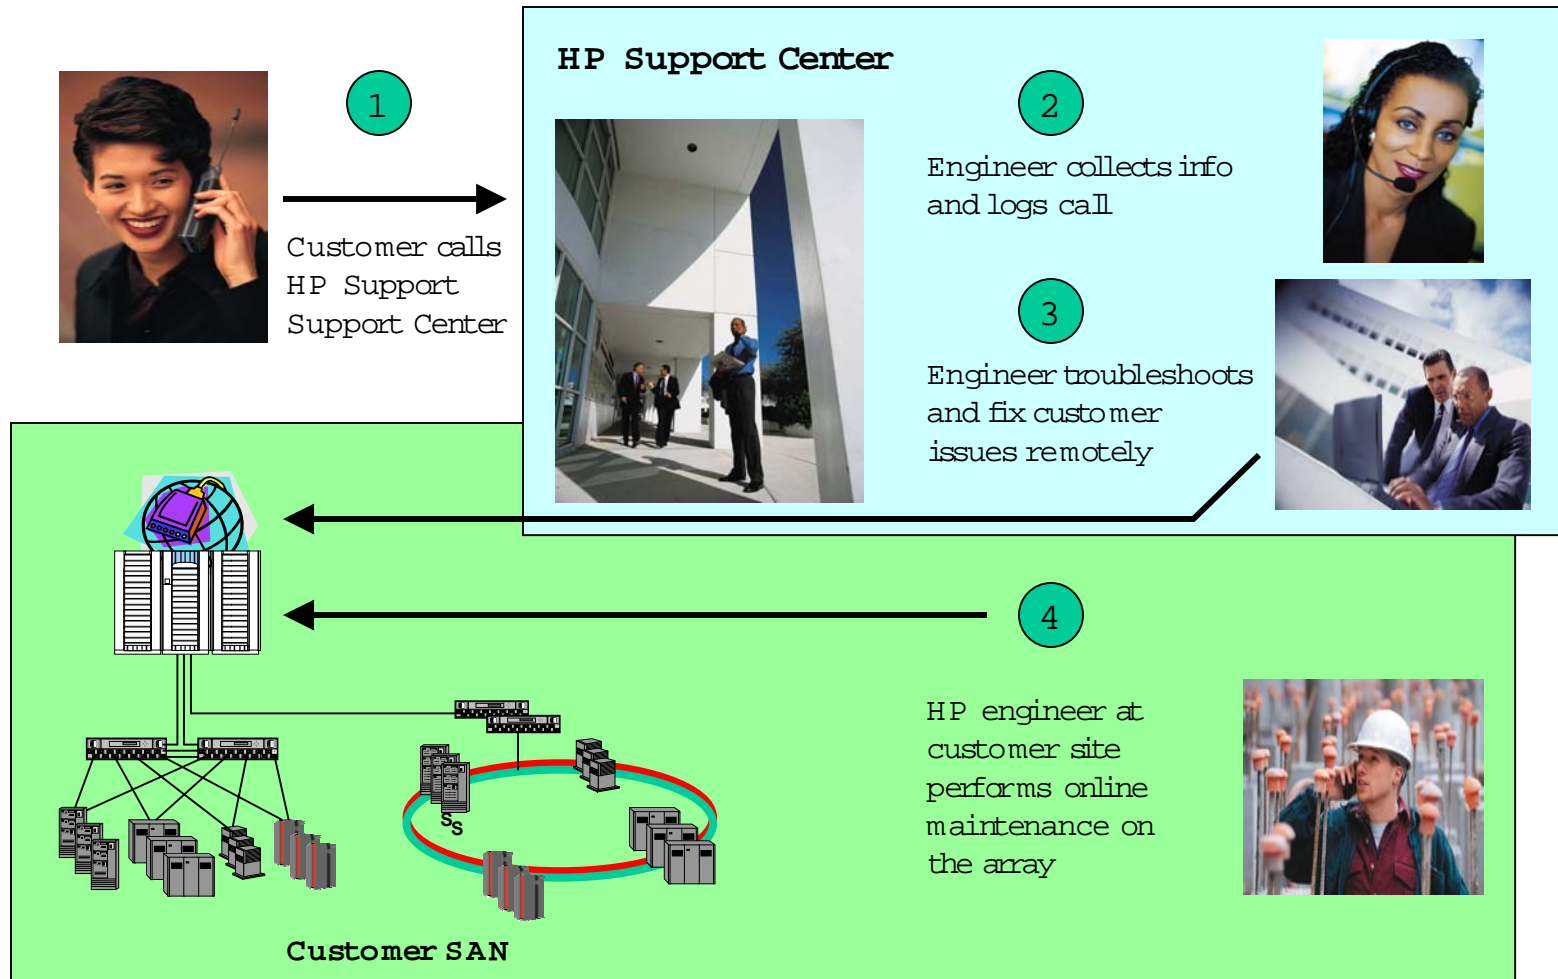 HP Support Center
1
Customer calls
HP Support
Support Center
2
Engineer collects info
and logs call
3
Engineer troubleshoots
and fix customer
issues remotely
4
HP engineer at
customer site
performs online
maintenance on
the array
S
S
Customer SAN